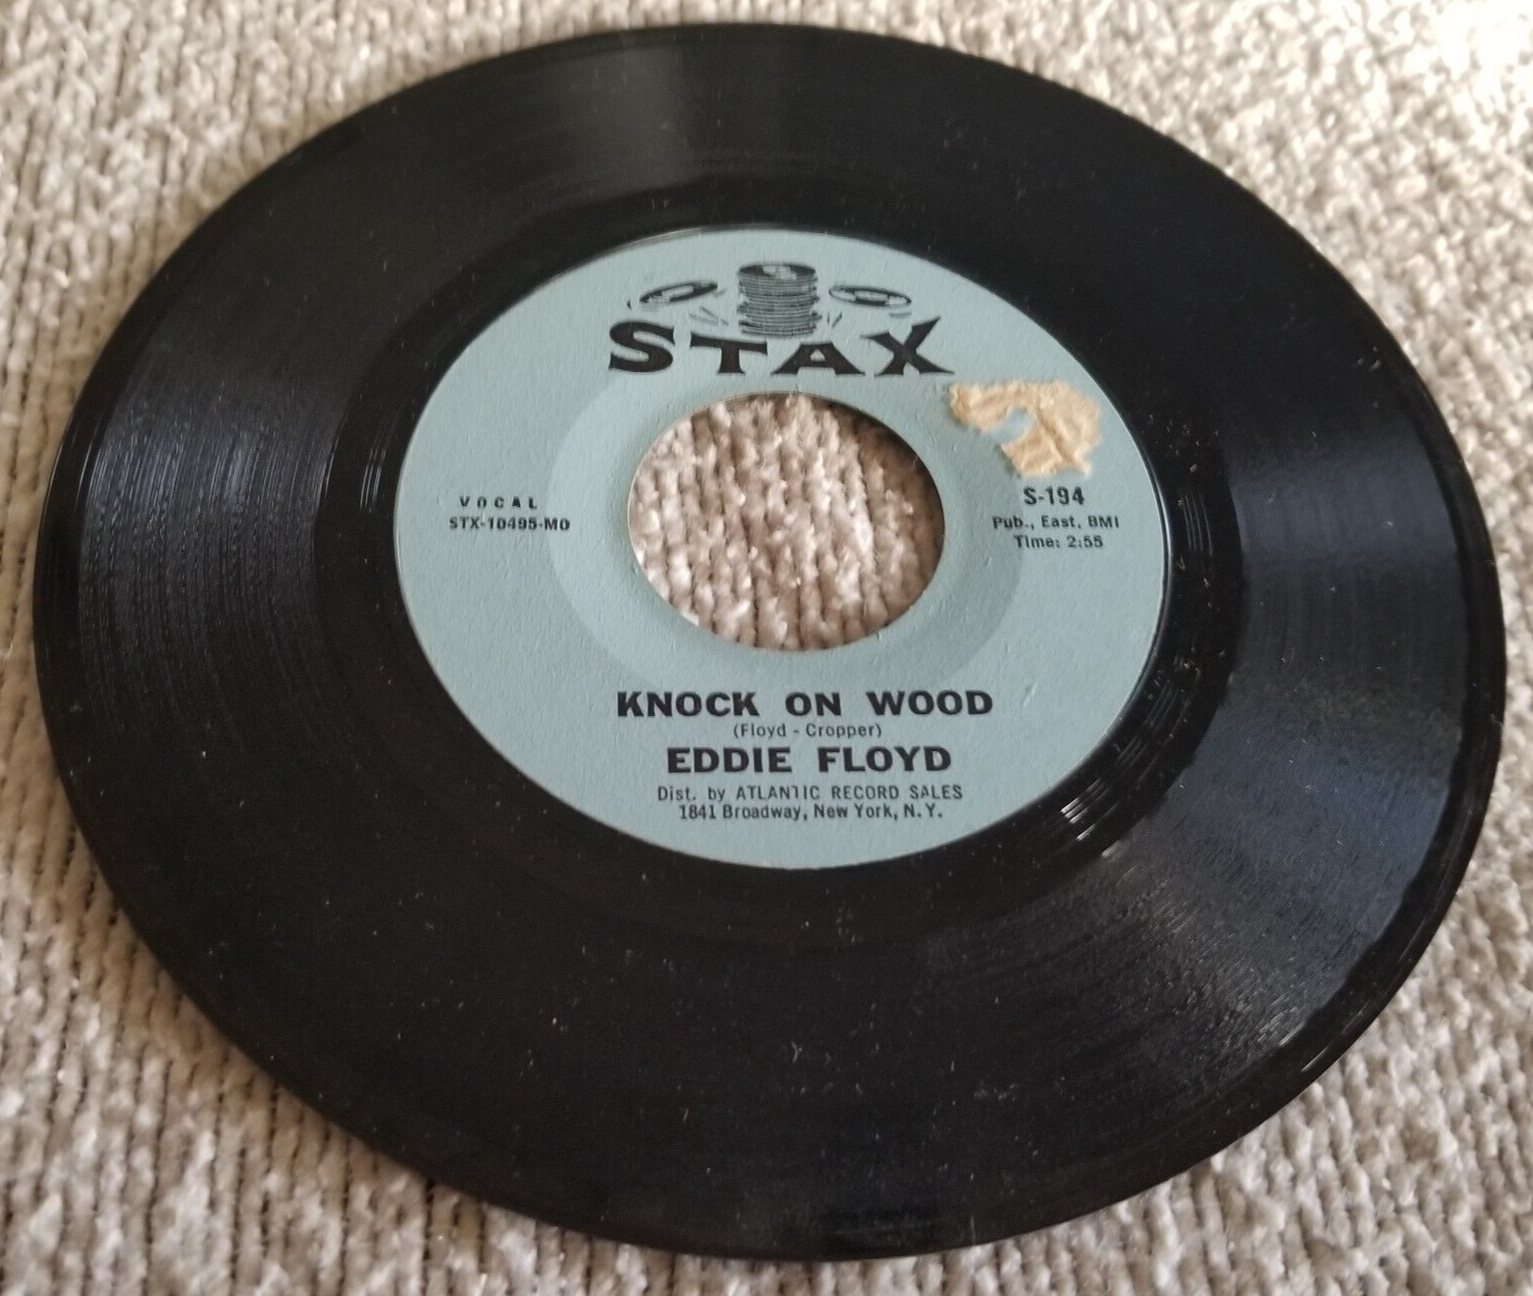 STAX
VOCAL
STX-10495-MO
S-194
Pub., East, BMI
Time: 2:55
KNOCK ON WOOD
(Floyd - Cropper)
EDDIE FLOYD
Dist. by ATLANTIC RECORD SALES
1841 Broadway, New York, N.Y.